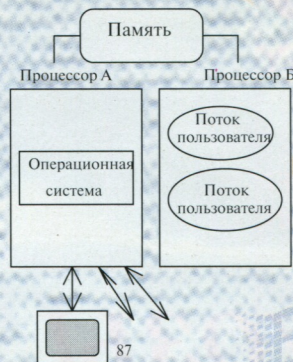 Память
Процессор А
Процессор Б
Поток
пользователя
Операционная
система
Поток
пользователя
87